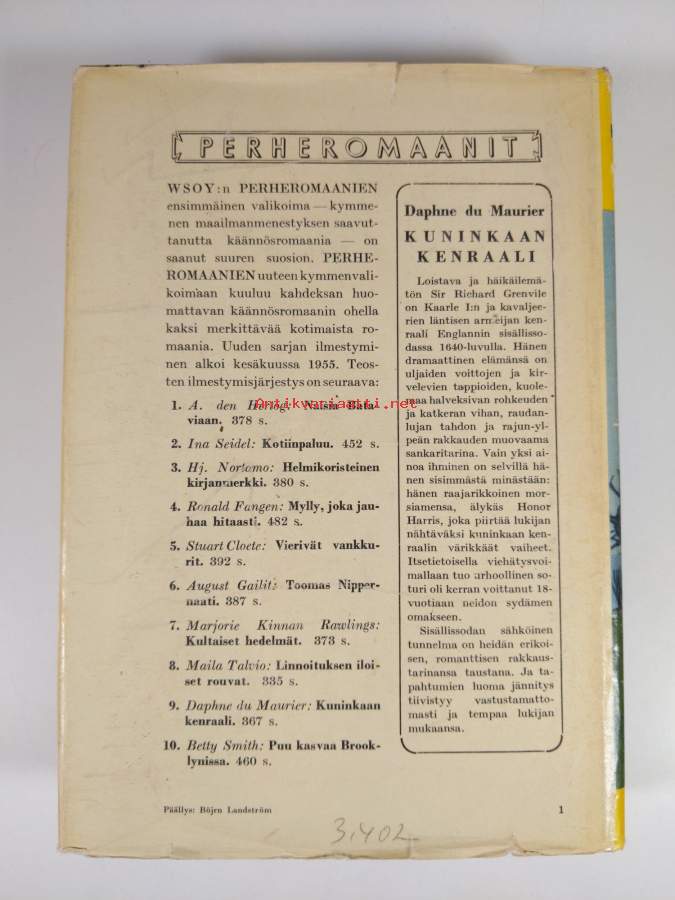 PERHEROMAANIT
WSOY:n PERHEROMAANIEN
ensimmäinen valikoima — kymme-
nen maailmanmenestyksen saavut-
tanutta käännösromaania — on
saanut suuren suosion. PERHE-
ROMAANIEN uuteen kymmenvali-
koimaan kuuluu kahdeksan huo-
mattavan käännösromaanin ohella
kaksi merkittävää kotimaista ro-
maania. Uuden sarjan ilmestymi-
nen alkoi kesäkuussa 1955. Teos-
ten ilmestymisjärjestys on seuraava:
1. A. den Hertog: Naisia Bata-
viaan. 378 s.
2. Ina Seidel: Kotiinpaluu. 452 s.
3. Hj. Nortamo: Helmikoristeinen
kirjanmerkki. 380 s.
4. Ronald Fangen: Mylly, joka jau-
haa hitaasti. 482 s.
5. Stuart Cloete: Vierivät vankku-
rit. 392 s.
6. August Gailit: Toomas Nipper-
naati. 387 s.
7. Marjorie Kinnan Rawlings:
Kultaiset hedelmät. 373 s.
8. Maila Talvio: Linnoituksen iloi-
set rouvat. 335 s.
9. Daphne du Maurier: Kuninkaan
kenraali. 367 s.
10. Betty Smith: Puu kasvaa Brook-
lynissa. 460 s.
Daphne du Maurier
KUNINKAAN
KENRAALI
Loistava ja häikäilemä-
tön Sir Richard Grenvile
on Kaarle I:n ja kavaljee-
rien läntisen armeijan ken-
raali Englannin sisällisso-
dassa 1640-luvulla. Hänen
dramaattinen elämänsä on
uljaiden voittojen ja kir-
velevien tappioiden, kuole-
maa halveksivan rohkeuden
ja katkeran vihan, raudan-
lujan tahdon ja rajun-yl-
peän rakkauden muovaama
sankaritarina. Vain yksi ai-
noa ihminen on selvillä hä-
nen sisimmästä minästään:
hänen raajarikkoinen mor-
siamensa, älykäs Honor
Harris, joka piirtää lukijan
nähtäväksi kuninkaan ken-
raalin värikkäät vaiheet.
Itsetietoisella viehätysvoi-
mallaan tuo arhoollinen so-
turi oli kerran voittanut 18-
vuotiaan neidon sydämen
omakseen.
Sisällissodan sähköinen
tunnelma on heidän erikoi-
sen, romanttisen rakkaus-
tarinansa taustana. Ja ta-
pahtumien luoma jännitys
tiivistyy vastustamatto-
masti ja tempaa lukijan
mukaansa.
Antikvariaatti.net
Päällys: Böjen Landström
1
3,402